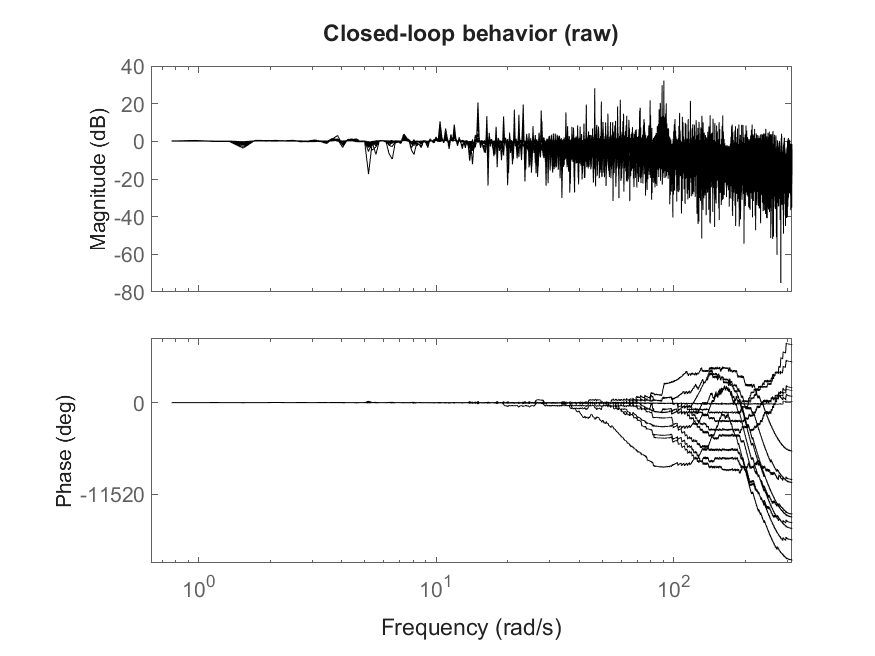 Closed-loop behavior (raw)
40
20
0
-20
-40
-60
-80
Magnitude (dB)
0
-11520
Phase (deg)
10^0 10^1 10^2
Frequency (rad/s)